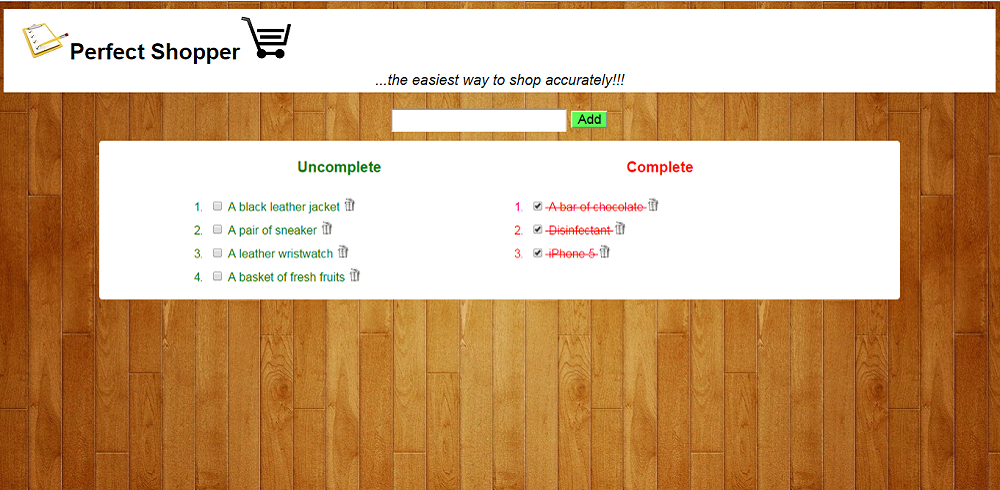 Perfect Shopper
...the easiest way to shop accurately!!!
Add
Uncomplete
1. A black leather jacket
2. A pair of sneaker
3. A leather wristwatch
4. A basket of fresh fruits
Complete
1. A bar of chocolate
2. Disinfectant
3. iPhone 5